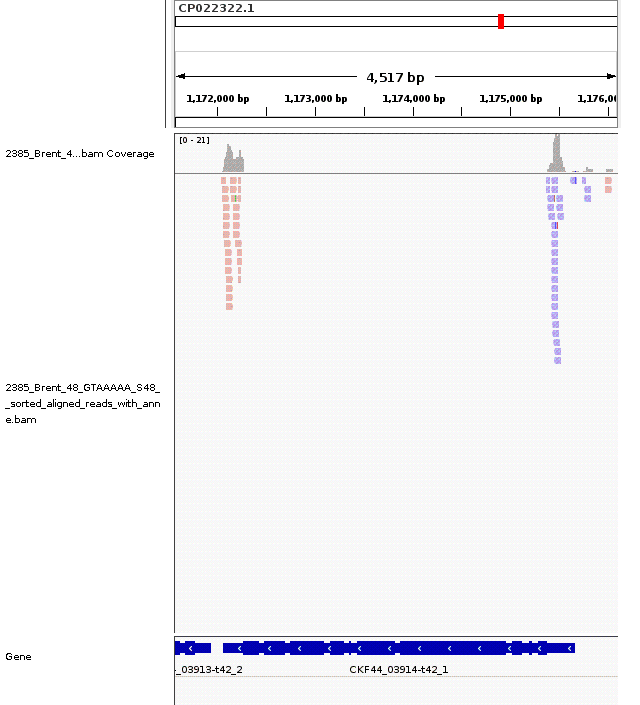 CP022322.1
4,517 bp
1,172,000 bp 1,173,000 bp 1,174,000 bp 1,175,000 bp 1,176,0
[0 - 21]
2385_Brent_4...bam Coverage
2385_Brent_48_GTAAAAA_S48_
_sorted_aligned_reads_with_ann
e.bam
Gene
-_03913-t42_2 CKF44_03914-t42_1